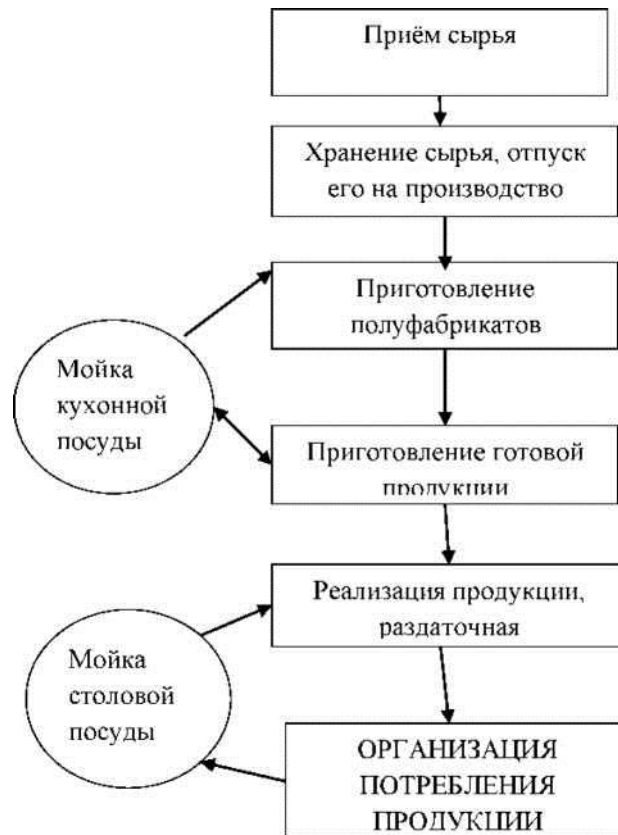 Приём сырья
Хранение сырья, отпуск
его на производство
Приготовление
полуфабрикатов
Мойка
кухонной
посуды
Приготовление готовой
продукции
Реализация продукции,
раздаточная
Мойка
столовой
посуды
ОРГАНИЗАЦИЯ
ПОТРЕБЛЕНИЯ
ПРОДУКЦИИ